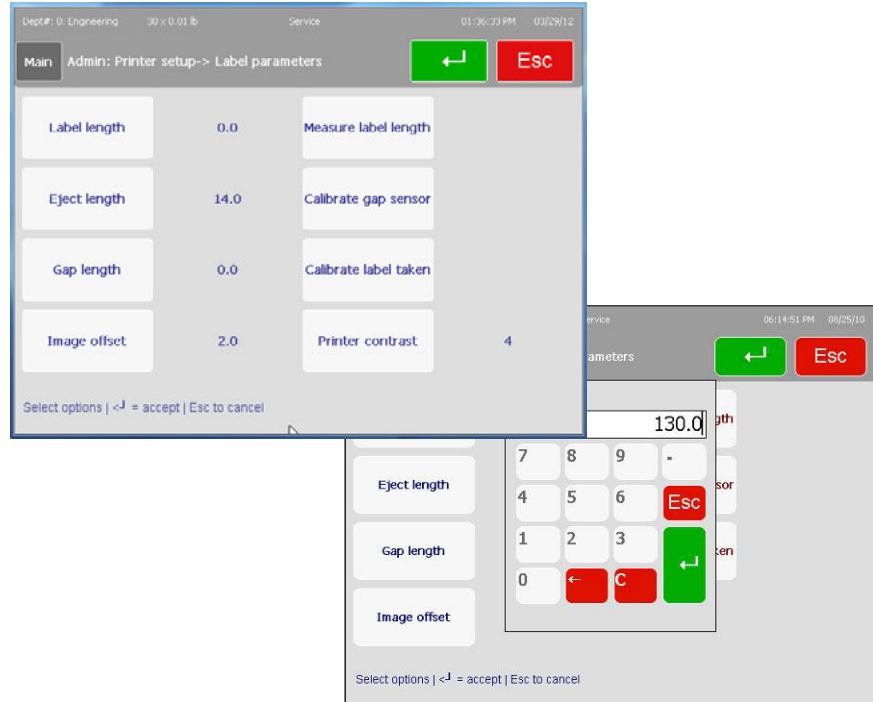 Dept#: 0: Engineering 30 x 0.01 lb Service 01:36:33 PM 03/29/12
Main Admin: Printer setup-> Label parameters ↵ Esc
Label length 0.0 Measure label length
Eject length 14.0 Calibrate gap sensor
Gap length 0.0 Calibrate label taken
Image offset 2.0 Printer contrast 4
Select options | <┘ = accept | Esc to cancel
ervice 06:14:51 PM 08/25/10
ameters ↵ Esc
130.0 gth
7 8 9 -
Eject length 4 5 6 Esc sor
Gap length 1 2 3 ↵ ken
0 ← C
Image offset
Select options | <┘ = accept | Esc to cancel